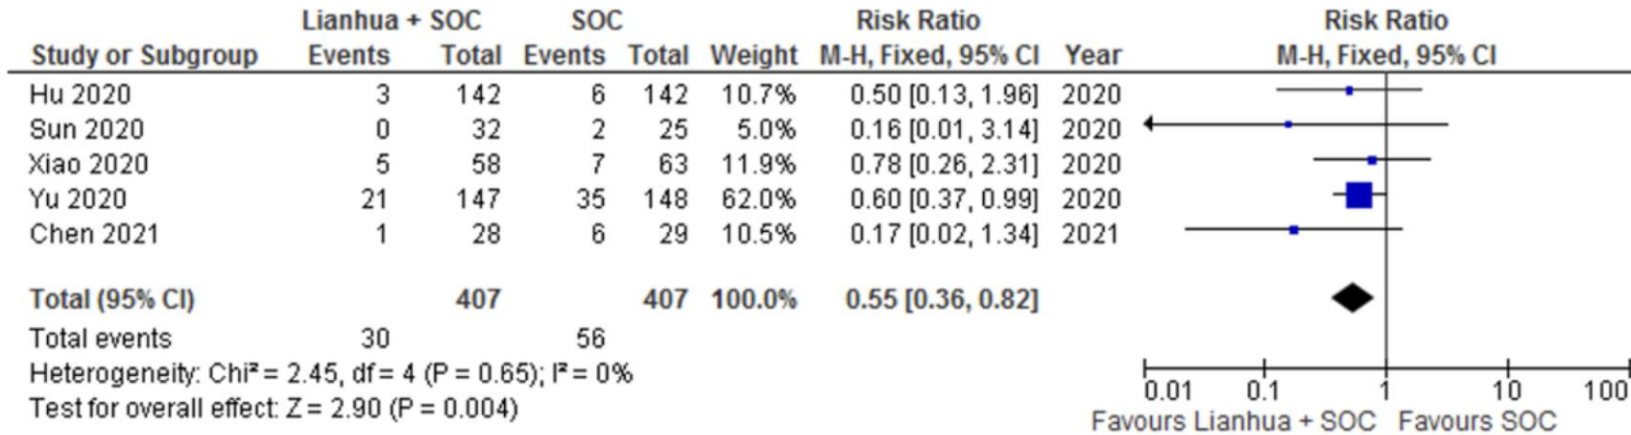 Lianhua + SOC SOC Risk Ratio Risk Ratio
Study or Subgroup Events Total Events Total Weight M-H, Fixed, 95% CI Year M-H, Fixed, 95% CI
Hu 2020 3 142 6 142 10.7% 0.50 [0.13, 1.96] 2020
Sun 2020 0 32 2 25 5.0% 0.16 [0.01, 3.14] 2020
Xiao 2020 5 58 7 63 11.9% 0.78 [0.26, 2.31] 2020
Yu 2020 21 147 35 148 62.0% 0.60 [0.37, 0.99] 2020
Chen 2021 1 28 6 29 10.5% 0.17 [0.02, 1.34] 2021
Total (95% CI) 407 407 100.0% 0.55 [0.36, 0.82]
Total events 30 56
Heterogeneity: Chi² = 2.45, df = 4 (P = 0.65); I² = 0%
Test for overall effect: Z = 2.90 (P = 0.004)
0.01 0.1 1 10 100
Favours Lianhua + SOC Favours SOC